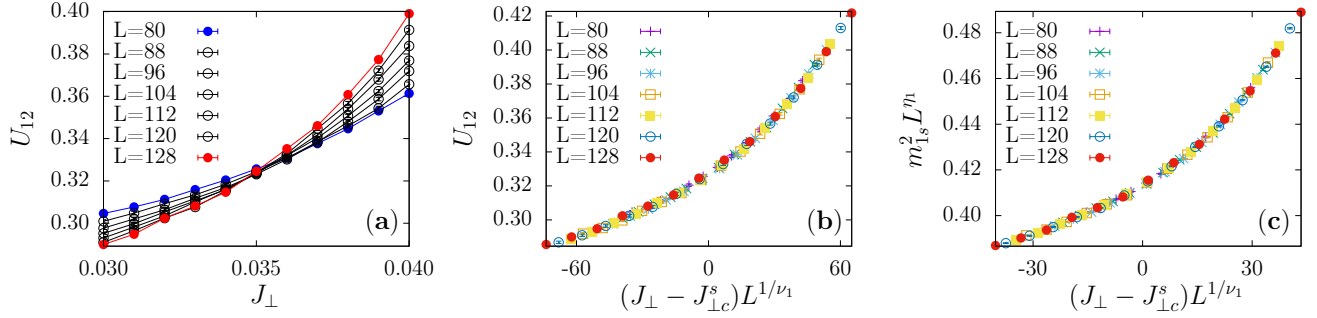 U₁₂
0.40
0.38
0.36
0.34
0.32
0.30
L=80
L=88
L=96
L=104
L=112
L=120
L=128
(a)
0.030 0.035 0.040
J⊥
U₁₂
0.42
0.40
0.38
0.36
0.34
0.32
0.30
L=80
L=88
L=96
L=104
L=112
L=120
L=128
(b)
-60 0 60
(J⊥ − Jˢ⊥c)L^{1/ν₁}
m²₁ₛL^{η₁}
0.48
0.46
0.44
0.42
0.40
L=80
L=88
L=96
L=104
L=112
L=120
L=128
(c)
-30 0 30
(J⊥ − Jˢ⊥c)L^{1/ν₁}